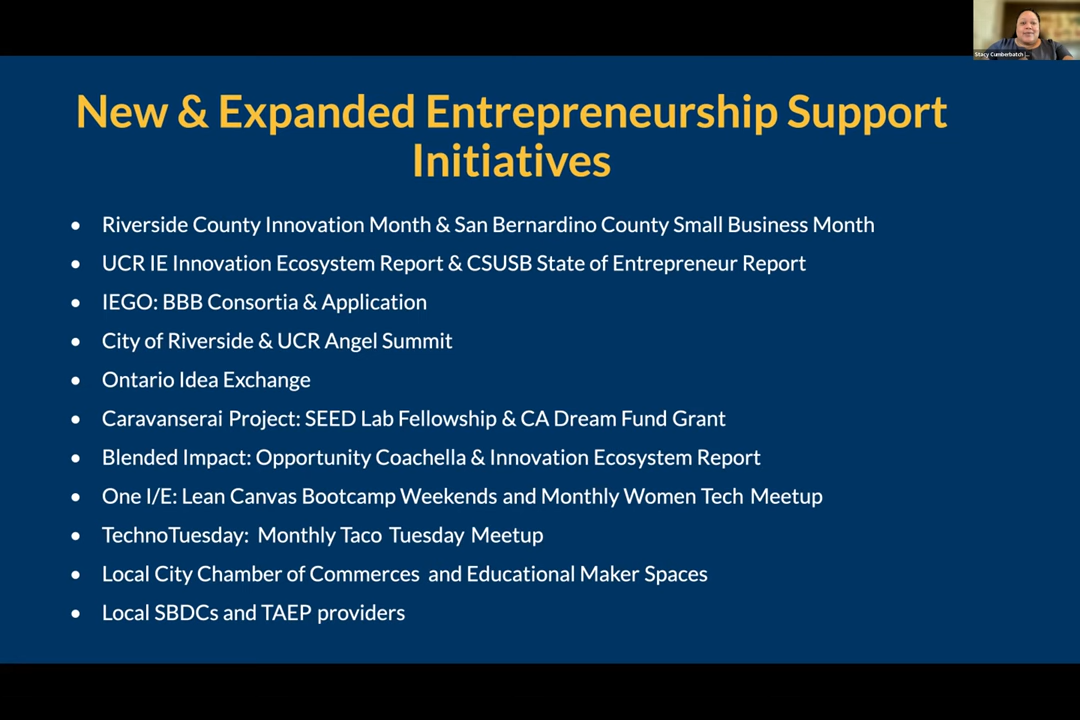 Stacy Cumberbatch
New & Expanded Entrepreneurship Support
Initiatives
• Riverside County Innovation Month & San Bernardino County Small Business Month
• UCR IE Innovation Ecosystem Report & CSUSB State of Entrepreneur Report
• IEGO: BBB Consortia & Application
• City of Riverside & UCR Angel Summit
• Ontario Idea Exchange
• Caravanserai Project: SEED Lab Fellowship & CA Dream Fund Grant
• Blended Impact: Opportunity Coachella & Innovation Ecosystem Report
• One I/E: Lean Canvas Bootcamp Weekends and Monthly Women Tech Meetup
• TechnoTuesday: Monthly Taco Tuesday Meetup
• Local City Chamber of Commerces and Educational Maker Spaces
• Local SBDCs and TAEP providers